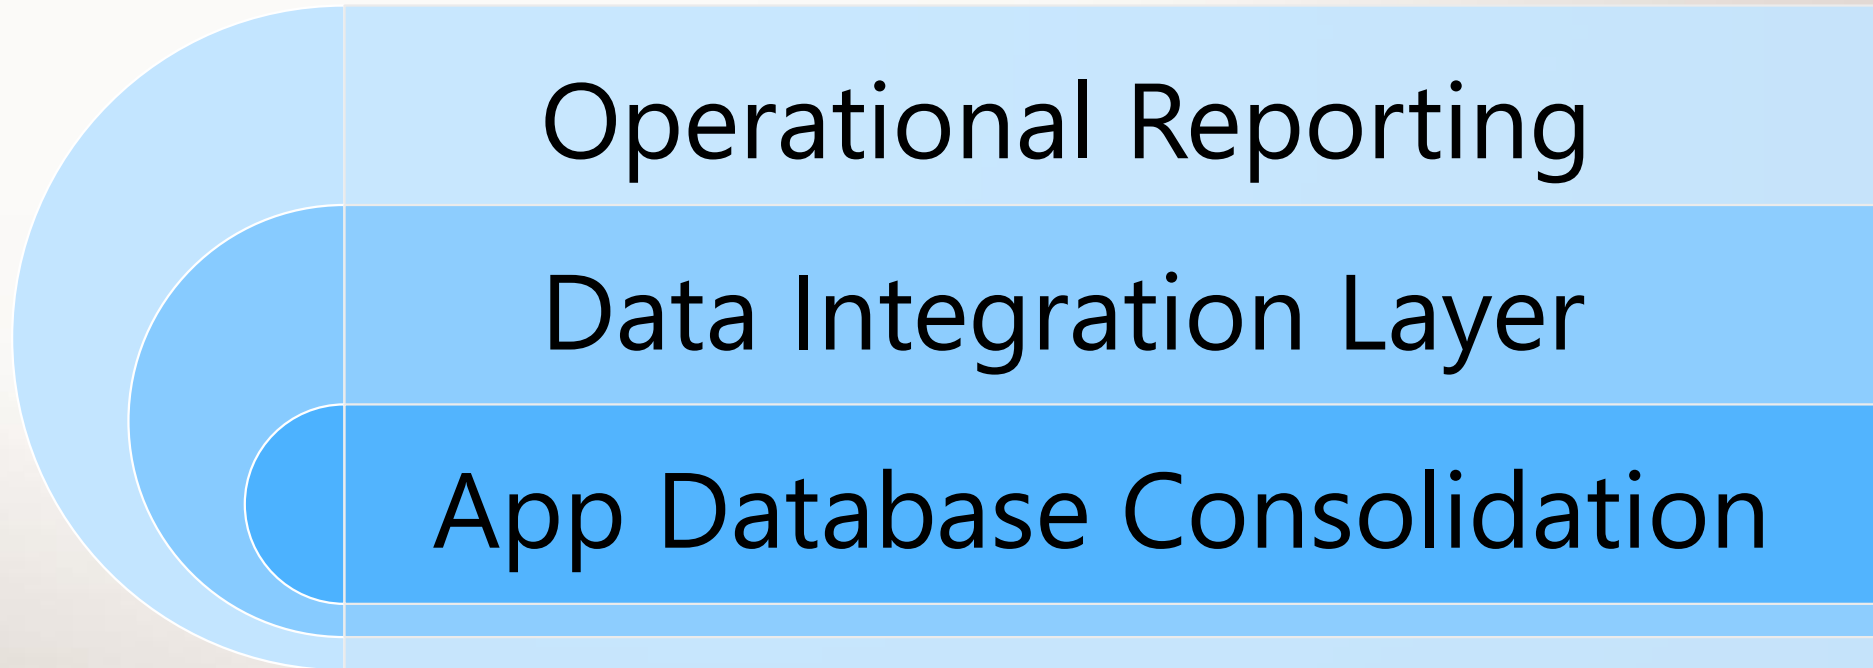 Operational Reporting
Data Integration Layer
App Database Consolidation